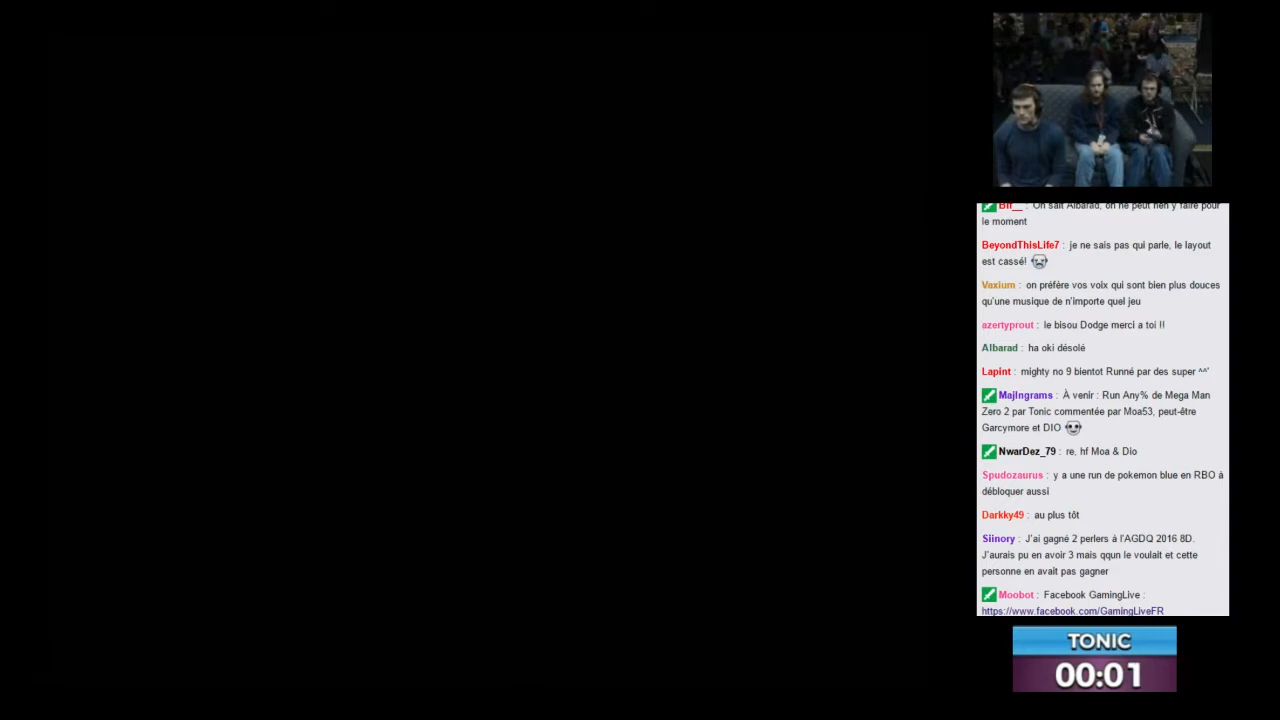 Bif__ : On sait Albarad, on ne peut rien y faire pour
le moment
BeyondThisLife7 : je ne sais pas qui parle, le layout
est cassé!
Vaxium : on préfère vos voix qui sont bien plus douces
qu'une musique de n'importe quel jeu
azertyprout : le bisou Dodge merci a toi !!
Albarad : ha oki désolé
Lapint : mighty no 9 bientot Runné par des super ^^'
MajIngrams : À venir : Run Any% de Mega Man
Zero 2 par Tonic commentée par Moa53, peut-être
Garcymore et DIO
NwarDez_79 : re, hf Moa & Dio
Spudozaurus : y a une run de pokemon blue en RBO à
débloquer aussi
Darkky49 : au plus tôt
Siinory : J'ai gagné 2 perlers à l'AGDQ 2016 8D.
J'aurais pu en avoir 3 mais qqun le voulait et cette
personne en avait pas gagner
Moobot : Facebook GamingLive :
https://www.facebook.com/GamingLiveFR
TONIC
00:01